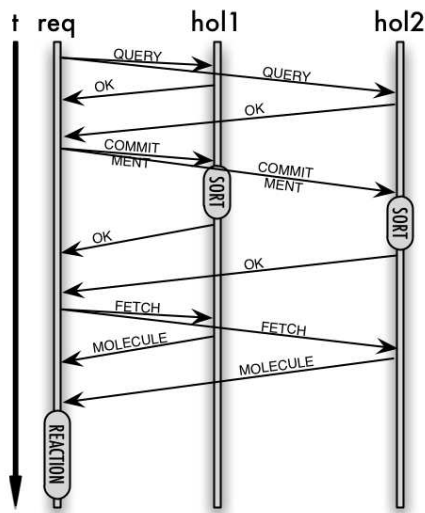 t req hol1 hol2
QUERY
QUERY
OK
OK
COMMIT
MENT
COMMIT
MENT
SORT
SORT
OK
OK
FETCH
FETCH
MOLECULE
MOLECULE
REACTION